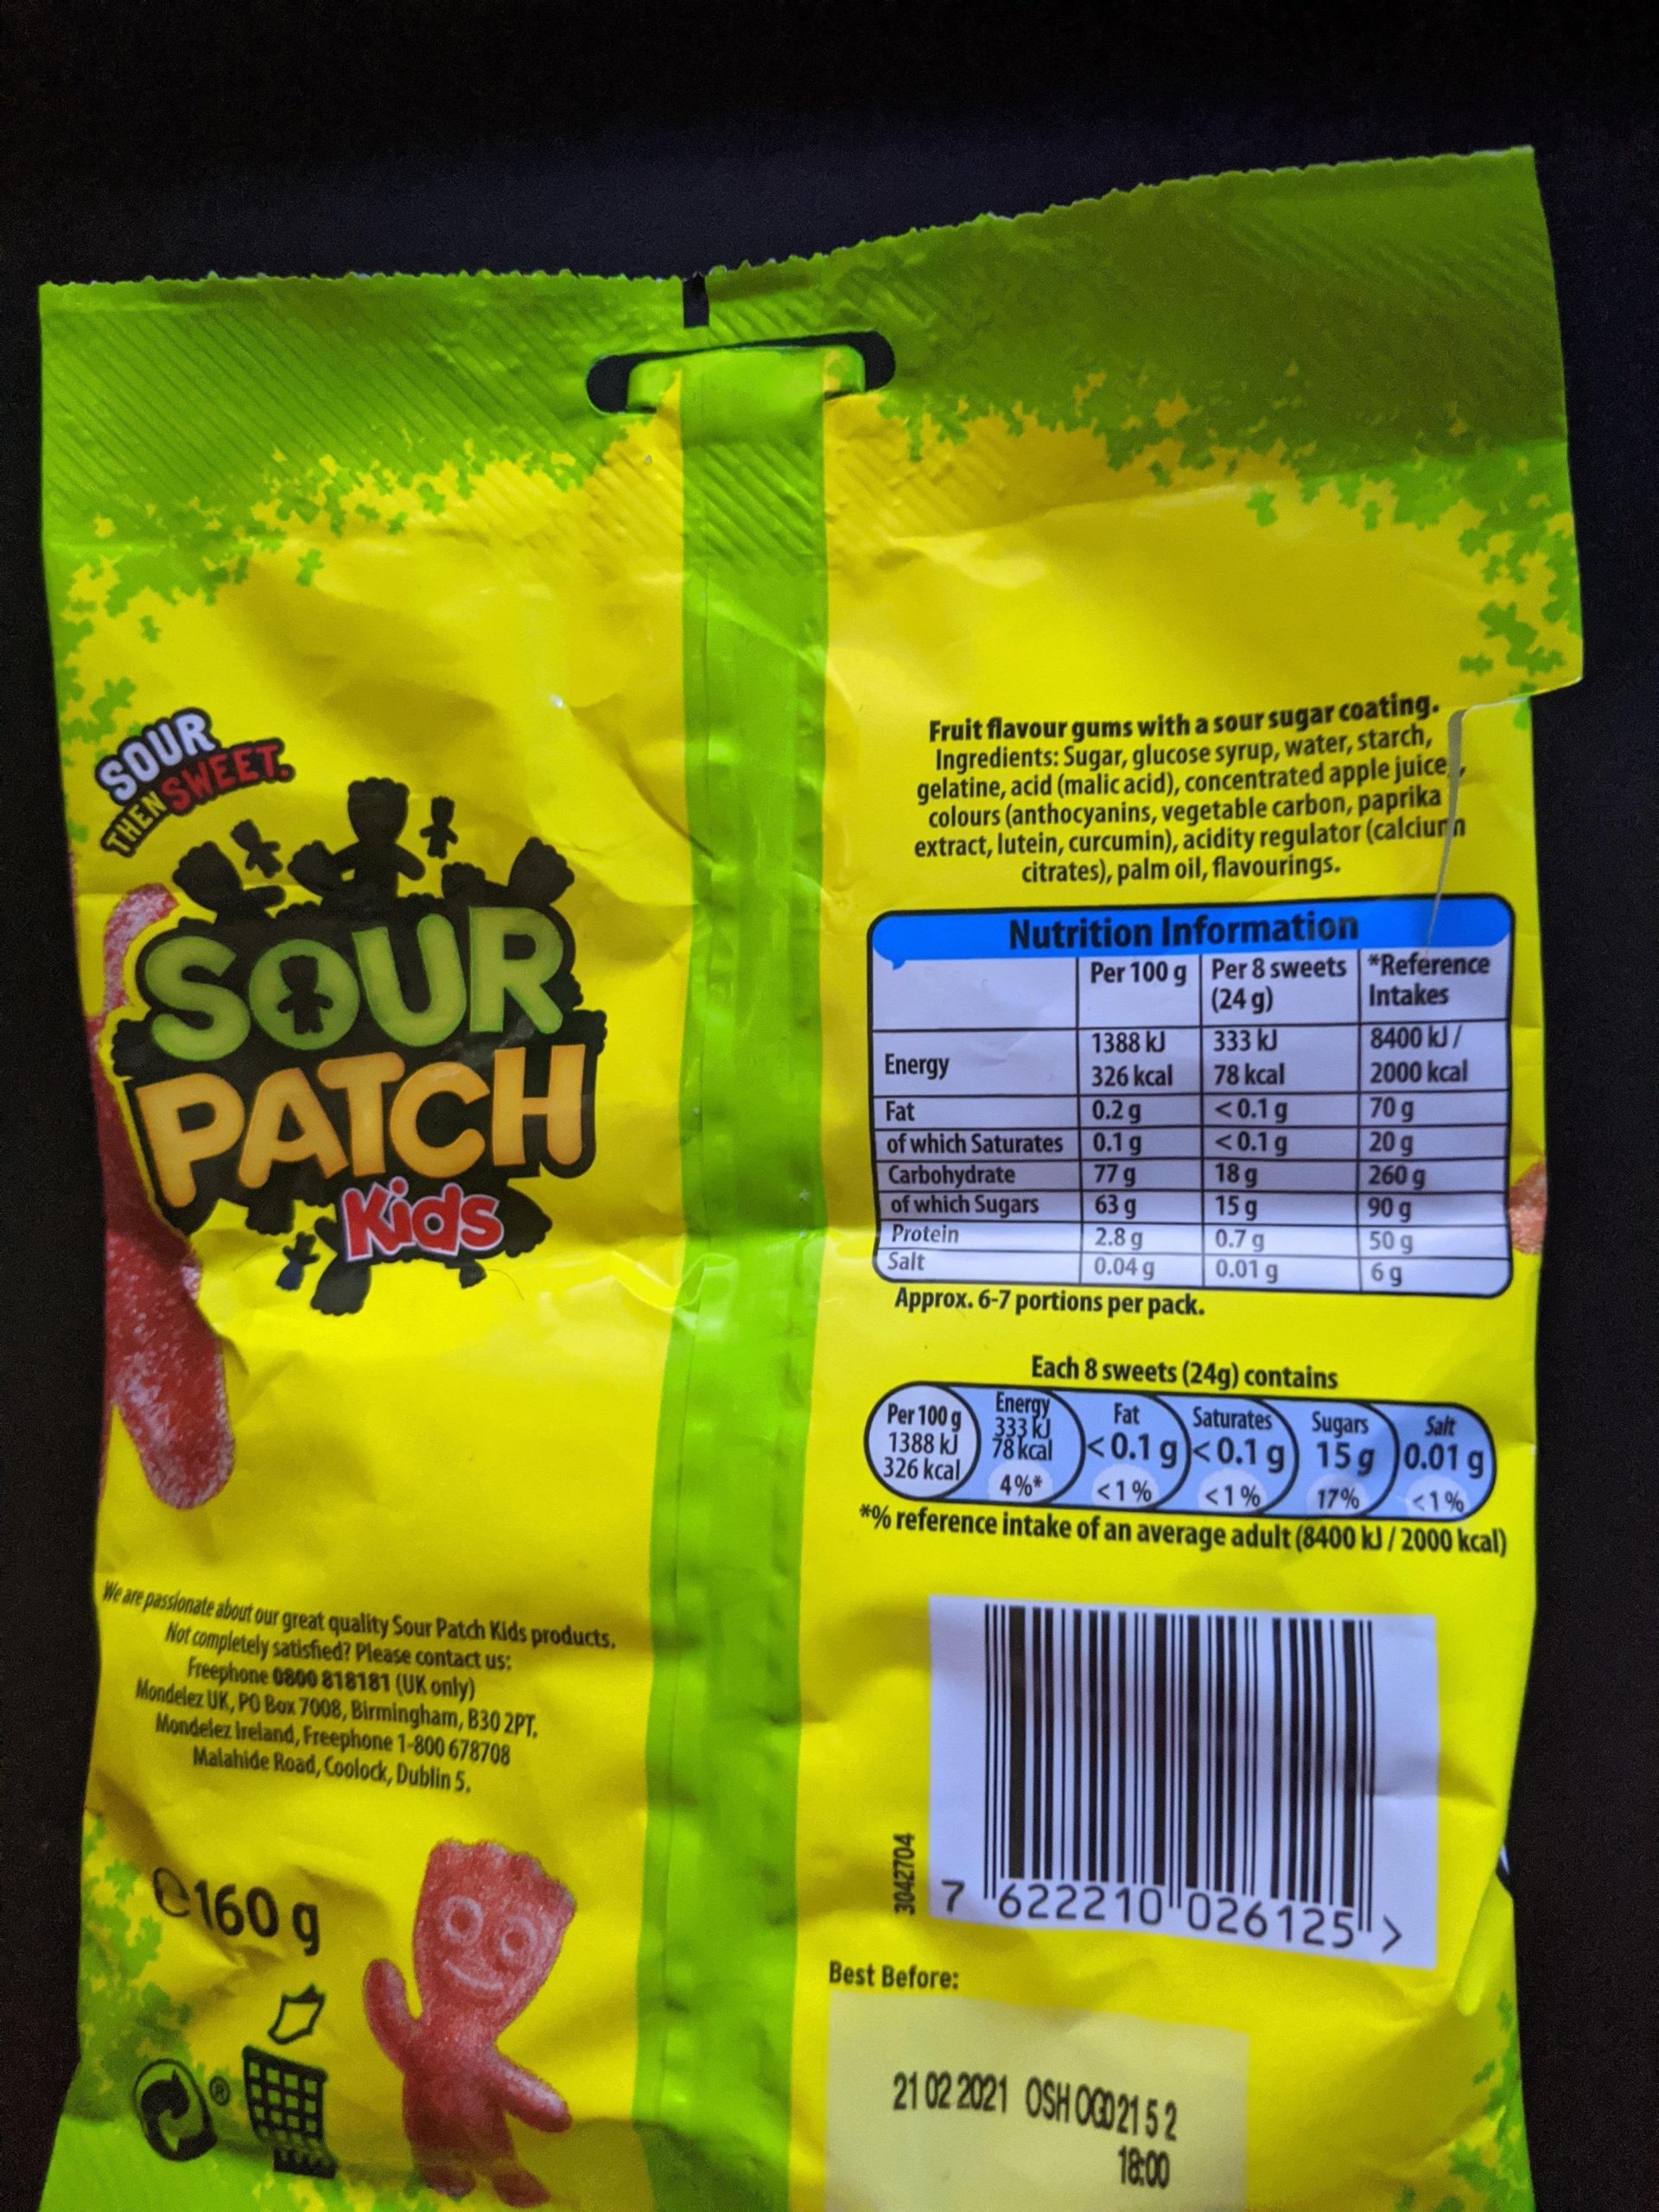 SOUR
THEN SWEET.
SOUR
PATCH
Kids
We are passionate about our great quality Sour Patch Kids products.
Not completely satisfied? Please contact us:
Freephone 0800 818181 (UK only)
Mondelez UK, PO Box 7008, Birmingham, B30 2PT.
Mondelez Ireland, Freephone 1-800 678708
Malahide Road, Coolock, Dublin 5.
℮160 g
®
Fruit flavour gums with a sour sugar coating.
Ingredients: Sugar, glucose syrup, water, starch,
gelatine, acid (malic acid), concentrated apple juice,
colours (anthocyanins, vegetable carbon, paprika
extract, lutein, curcumin), acidity regulator (calcium
citrates), palm oil, flavourings.
Nutrition Information
Per 100 g Per 8 sweets (24 g) *Reference Intakes
Energy 1388 kJ 333 kJ 8400 kJ /
326 kcal 78 kcal 2000 kcal
Fat 0.2 g <0.1 g 70 g
of which Saturates 0.1 g <0.1 g 20 g
Carbohydrate 77 g 18 g 260 g
of which Sugars 63 g 15 g 90 g
Protein 2.8 g 0.7 g 50 g
Salt 0.04 g 0.01 g 6 g
Approx. 6-7 portions per pack.
Each 8 sweets (24g) contains
Per 100 g 1388 kJ 326 kcal
Energy 333 kJ 78 kcal 4%*
Fat <0.1 g <1%
Saturates <0.1 g <1%
Sugars 15 g 17%
Salt 0.01 g <1%
*% reference intake of an average adult (8400 kJ / 2000 kcal)
3042704
7 622210 026125 >
Best Before:
21 02 2021 OSH 2152
18:00